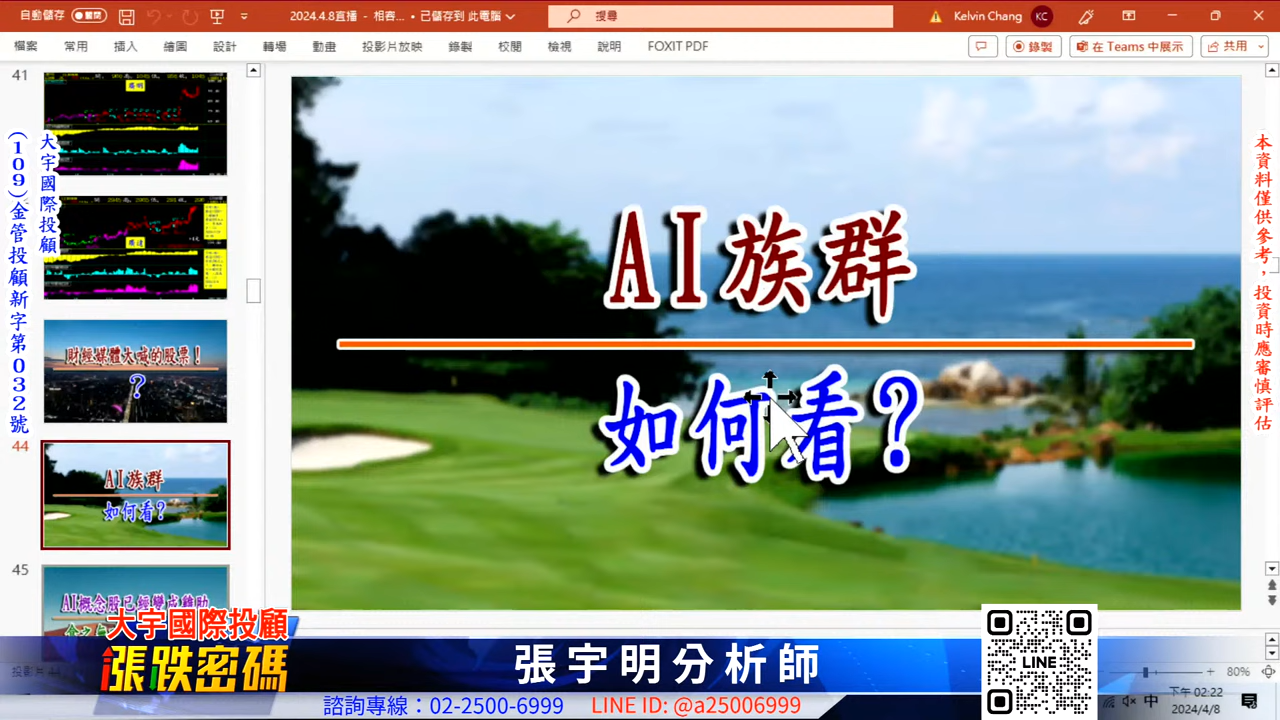 自動儲存
關閉
2024.4.8直播 - 相春... • 已儲存到 此電腦
搜尋
Kelvin Chang
KC
檔案
常用
插入
繪圖
設計
轉場
動畫
投影片放映
錄製
校閱
檢視
說明
FOXIT PDF
錄製
在 Teams 中展示
共用
41
財經媒體大喊的股票！
?
44
AI族群
如何看?
45
AI概念股已經變成雞肋
AI族群
如何看?
大宇國際投顧
(109)金管投顧新字第032號
本資料僅供參考，投資時應審慎評估
大宇國際投顧
漲跌密碼
張宇明分析師
諮詢專線：02-2500-6999
LINE ID: @a25006999
LINE
80%
中
下午 02:22
2024/4/8